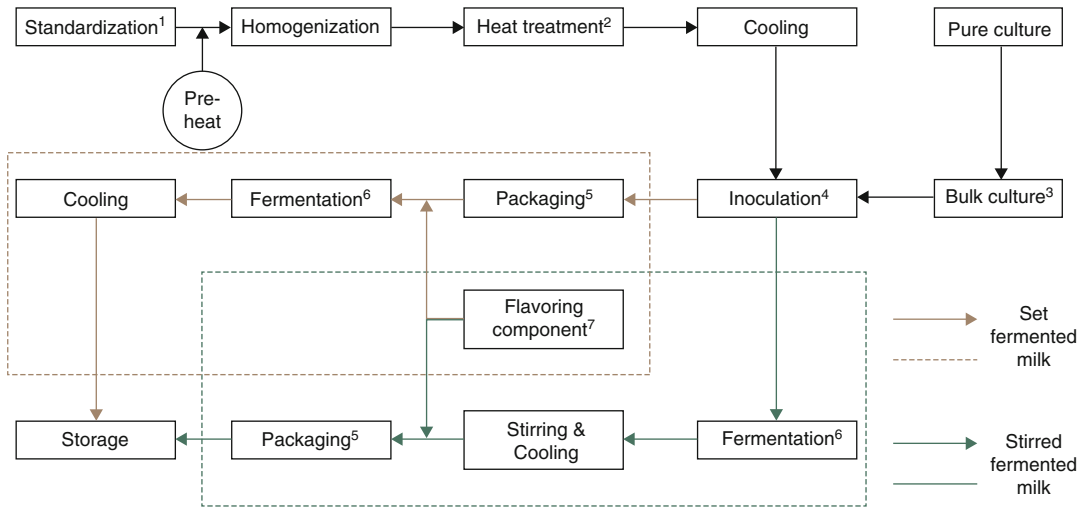 Standardization¹
Homogenization
Heat treatment²
Cooling
Pure culture
Pre-
heat
Cooling
Fermentation⁶
Packaging⁵
Inoculation⁴
Bulk culture³
Flavoring
component⁷
Set
fermented
milk
Storage
Packaging⁵
Stirring &
Cooling
Fermentation⁶
Stirred
fermented
milk